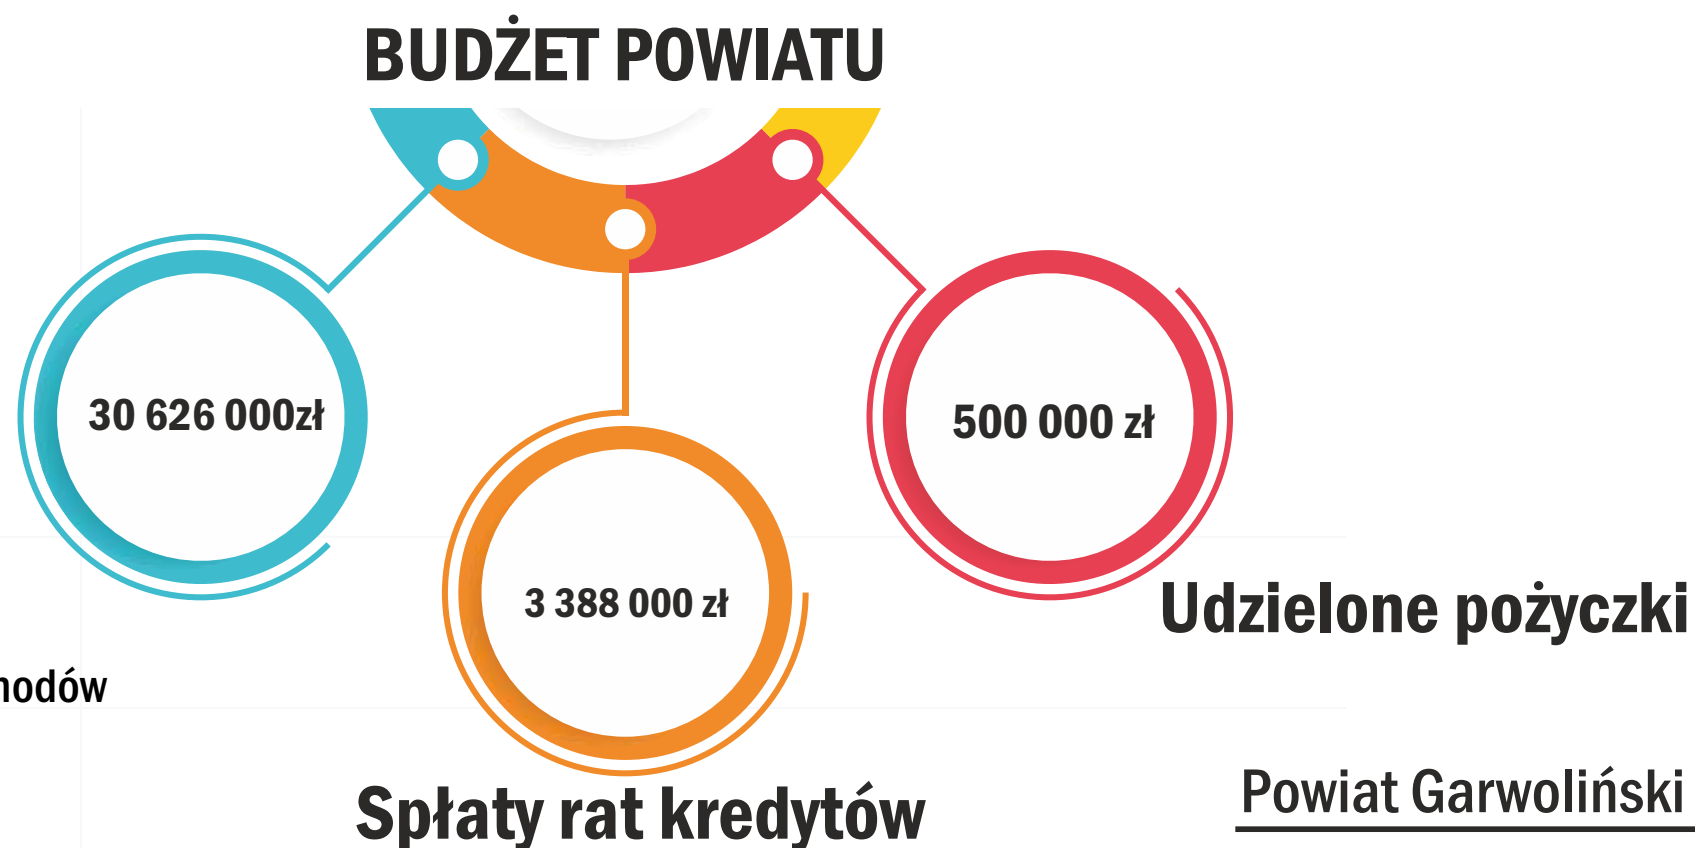 BUDŻET POWIATU
30 626 000zł
500 000 zł
3 388 000 zł
Udzielone pożyczki
Spłaty rat kredytów
Powiat Garwoliński